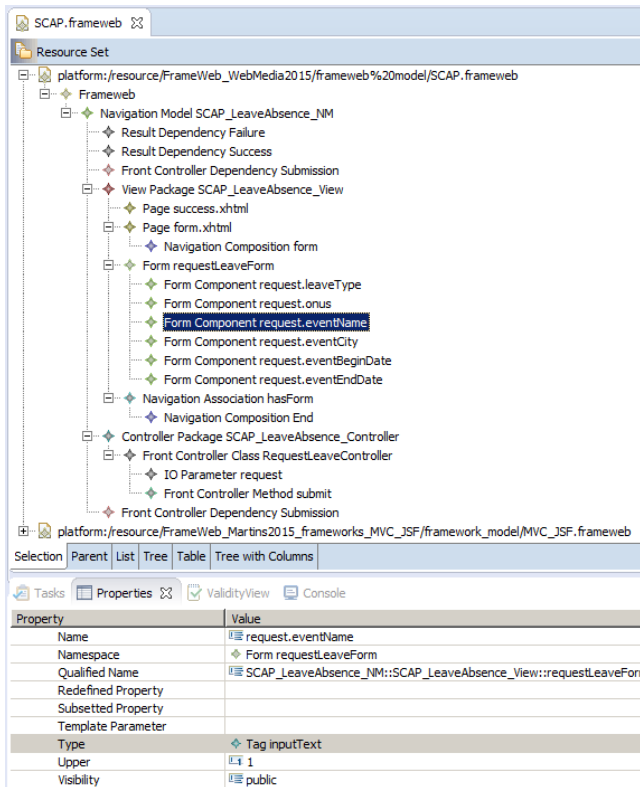 SCAP.frameweb
Resource Set
platform:/resource/FrameWeb_WebMedia2015/frameweb%20model/SCAP.frameweb
Frameweb
Navigation Model SCAP_LeaveAbsence_NM
Result Dependency Failure
Result Dependency Success
Front Controller Dependency Submission
View Package SCAP_LeaveAbsence_View
Page success.xhtml
Page form.xhtml
Navigation Composition form
Form requestLeaveForm
Form Component request.leaveType
Form Component request.onus
Form Component request.eventName
Form Component request.eventCity
Form Component request.eventBeginDate
Form Component request.eventEndDate
Navigation Association hasForm
Navigation Composition End
Controller Package SCAP_LeaveAbsence_Controller
Front Controller Class RequestLeaveController
IO Parameter request
Front Controller Method submit
Front Controller Dependency Submission
platform:/resource/FrameWeb_Martins2015_frameworks_MVC_JSF/framework_model/MVC_JSF.frameweb
Selection Parent List Tree Table Tree with Columns
Tasks Properties ValidityView Console
Property Value
Name request.eventName
Namespace Form requestLeaveForm
Qualified Name SCAP_LeaveAbsence_NM::SCAP_LeaveAbsence_View::requestLeaveFor
Redefined Property
Subsetted Property
Template Parameter
Type Tag inputText
Upper 1
Visibility public